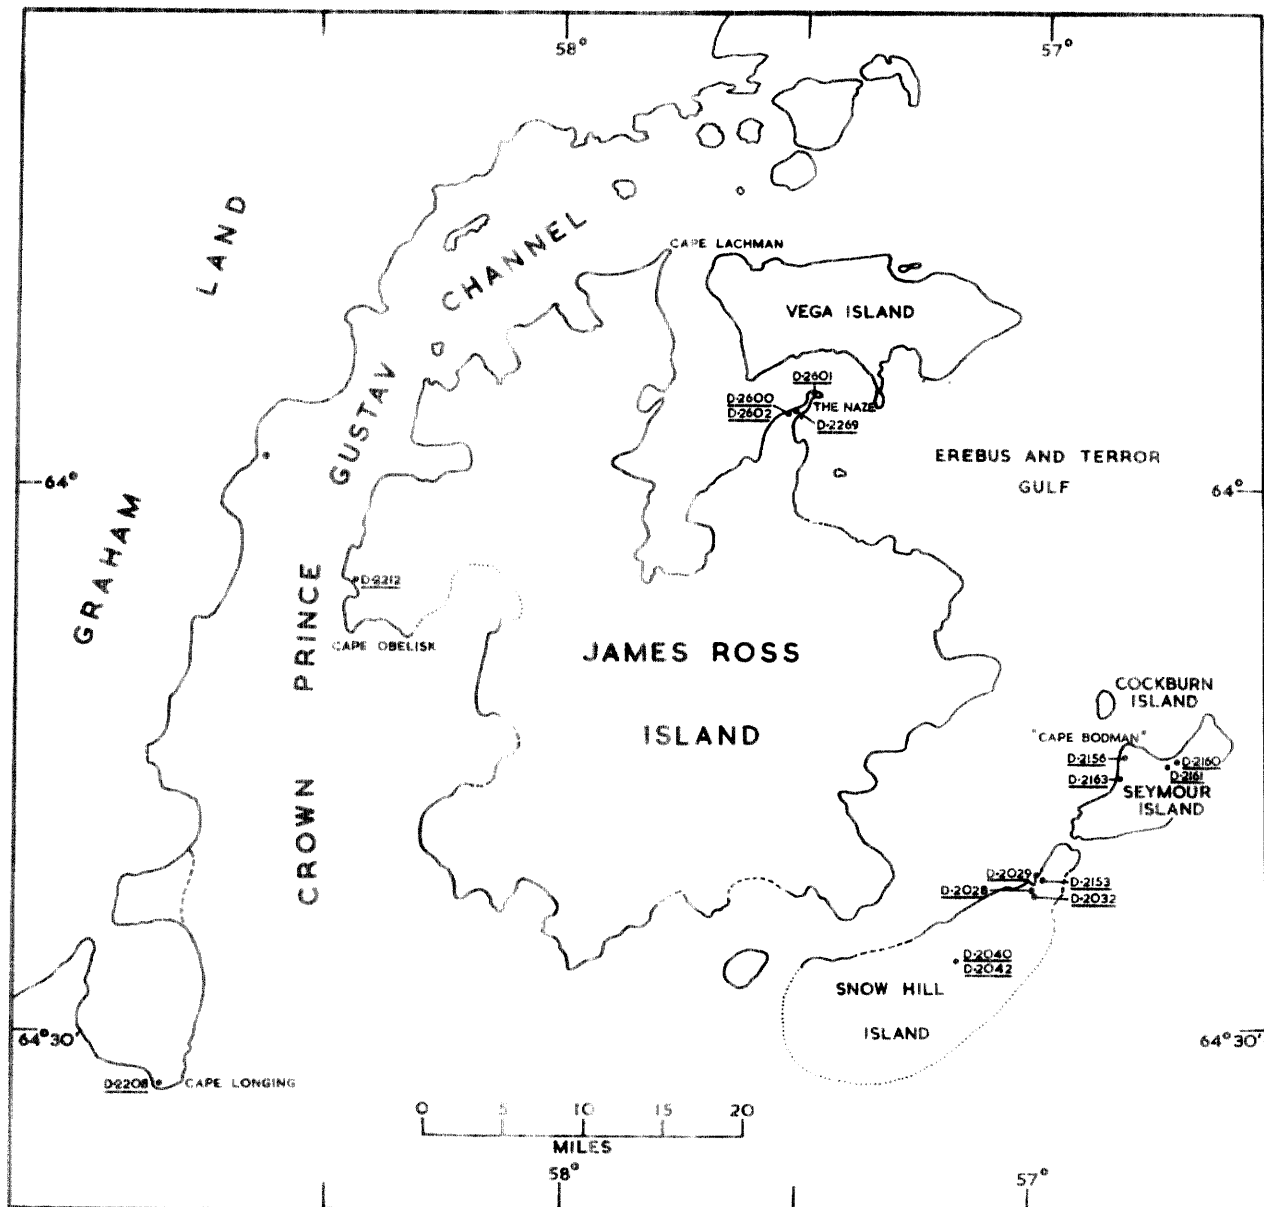 58°
57°
LAND
CAPE LACHMAN
CHANNEL
VEGA ISLAND
D·2601
D·2600
D·2602
THE NAZE
D·2269
GUSTAV
EREBUS AND TERROR
GULF
64°
64°
GRAHAM
D·2212
CAPE OBELISK
PRINCE
JAMES ROSS
ISLAND
COCKBURN
ISLAND
"CAPE BODMAN"
D·2156
D·2160
D·2161
D·2163
SEYMOUR
ISLAND
CROWN
D·2029
D·2153
D·2028
D·2032
D·2040
D·2042
SNOW HILL
ISLAND
64°30'
64°30'
D·2208
CAPE LONGING
0 5 10 15 20
MILES
58°
57°